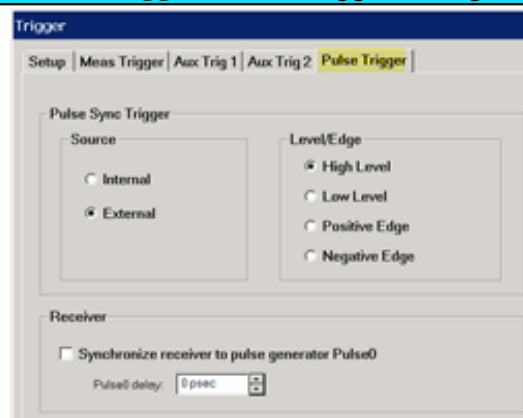 Trigger
Setup Meas Trigger Aux Trig 1 Aux Trig 2 Pulse Trigger
Pulse Sync Trigger
Source
Level/Edge
Internal
External
High Level
Low Level
Positive Edge
Negative Edge
Receiver
Synchronize receiver to pulse generator Pulse0
Pulse0 delay: 0 psec